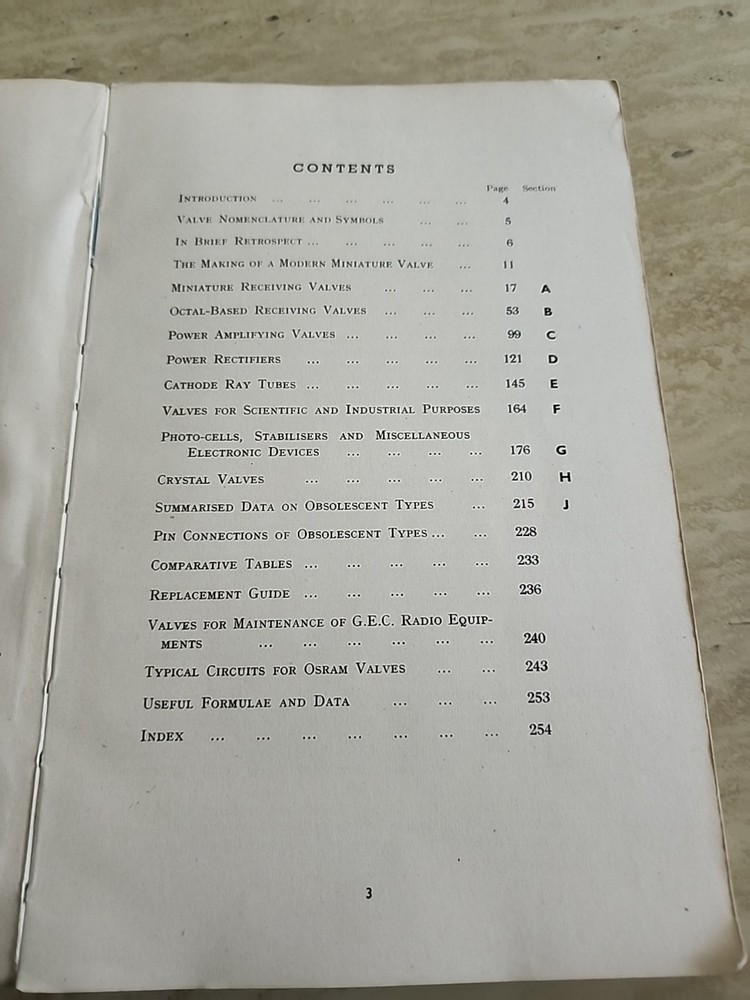 CONTENTS
Page Section
INTRODUCTION ... ... ... ... ... ... 4
VALVE NOMENCLATURE AND SYMBOLS ... ... 5
IN BRIEF RETROSPECT ... ... ... ... ... 6
THE MAKING OF A MODERN MINIATURE VALVE ... 11
MINIATURE RECEIVING VALVES ... ... ... 17 A
OCTAL-BASED RECEIVING VALVES ... ... ... 53 B
POWER AMPLIFYING VALVES ... ... ... ... 99 C
POWER RECTIFIERS ... ... ... ... ... 121 D
CATHODE RAY TUBES ... ... ... ... ... 145 E
VALVES FOR SCIENTIFIC AND INDUSTRIAL PURPOSES 164 F
PHOTO-CELLS, STABILISERS AND MISCELLANEOUS
ELECTRONIC DEVICES ... ... ... ... 176 G
CRYSTAL VALVES ... ... ... ... ... 210 H
SUMMARISED DATA ON OBSOLESCENT TYPES ... 215 J
PIN CONNECTIONS OF OBSOLESCENT TYPES ... ... 228
COMPARATIVE TABLES ... ... ... ... ... 233
REPLACEMENT GUIDE ... ... ... ... ... 236
VALVES FOR MAINTENANCE OF G.E.C. RADIO EQUIP-
MENTS ... ... ... ... ... ... 240
TYPICAL CIRCUITS FOR OSRAM VALVES ... ... 243
USEFUL FORMULAE AND DATA ... ... ... 253
INDEX ... ... ... ... ... ... ... 254
3